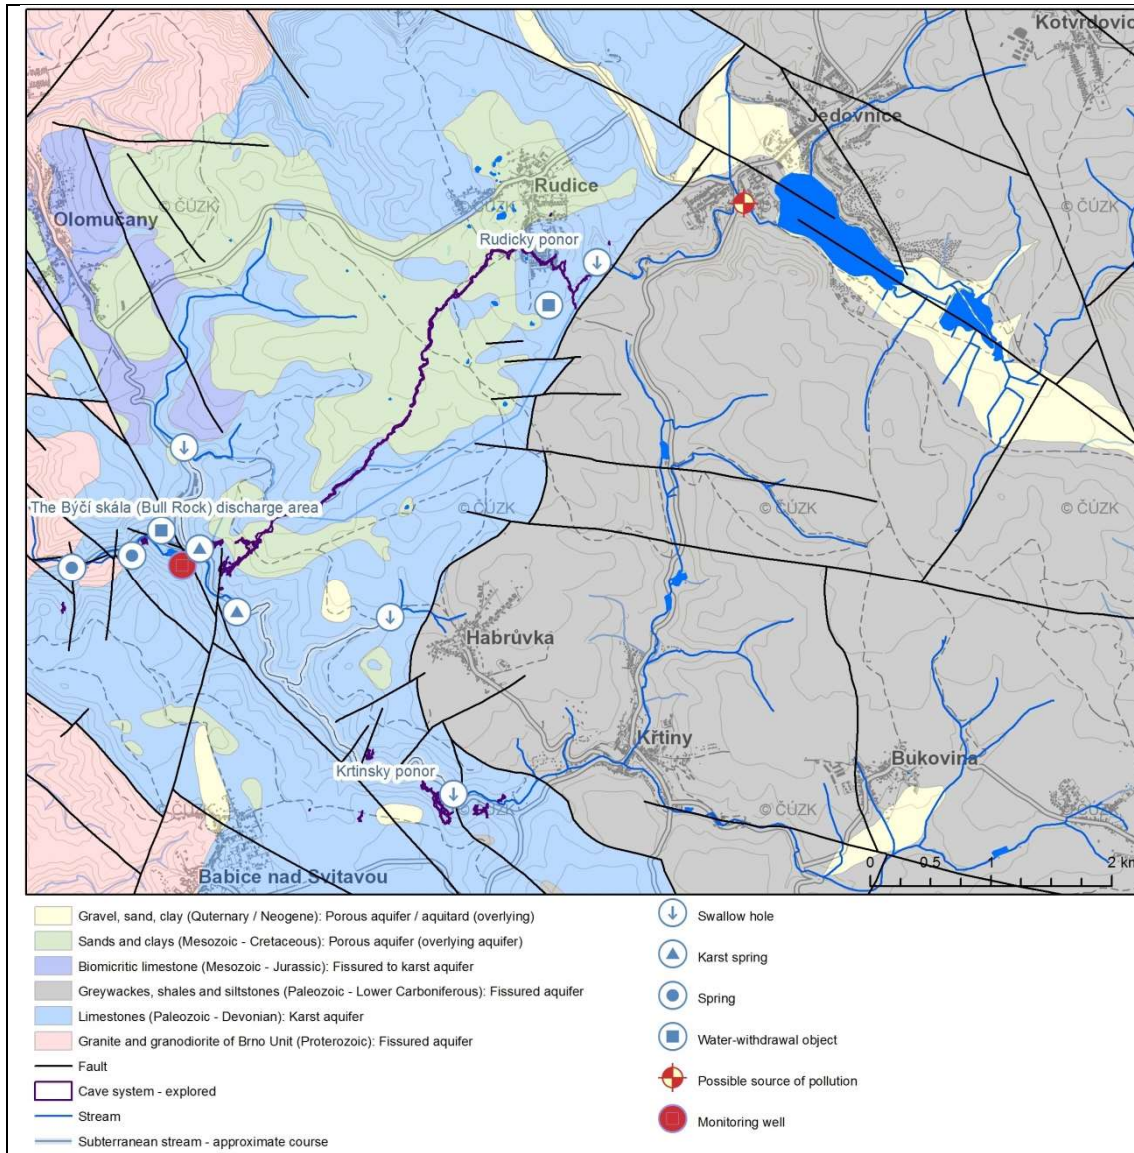 Kotvrdovic
Jedovnice
Rudice
© ČÚZK
© ČÚZK
© ČÚZK
Olomučany
Rudicky ponor
The Býčí skála (Bull Rock) discharge area
© ČÚZK
© ČÚZK
Habrůvka
Křtiny
Bukovina
Krtinsky ponor
© ČÚZK
© ČÚZK
© ČÚZK
Babice nad Svitavou
0 0.5 1 2 km
Gravel, sand, clay (Quternary / Neogene): Porous aquifer / aquitard (overlying)
Sands and clays (Mesozoic - Cretaceous): Porous aquifer (overlying aquifer)
Biomicritic limestone (Mesozoic - Jurassic): Fissured to karst aquifer
Greywackes, shales and siltstones (Paleozoic - Lower Carboniferous): Fissured aquifer
Limestones (Paleozoic - Devonian): Karst aquifer
Granite and granodiorite of Brno Unit (Proterozoic): Fissured aquifer
Fault
Cave system - explored
Stream
Subterranean stream - approximate course
Swallow hole
Karst spring
Spring
Water-withdrawal object
Possible source of pollution
Monitoring well